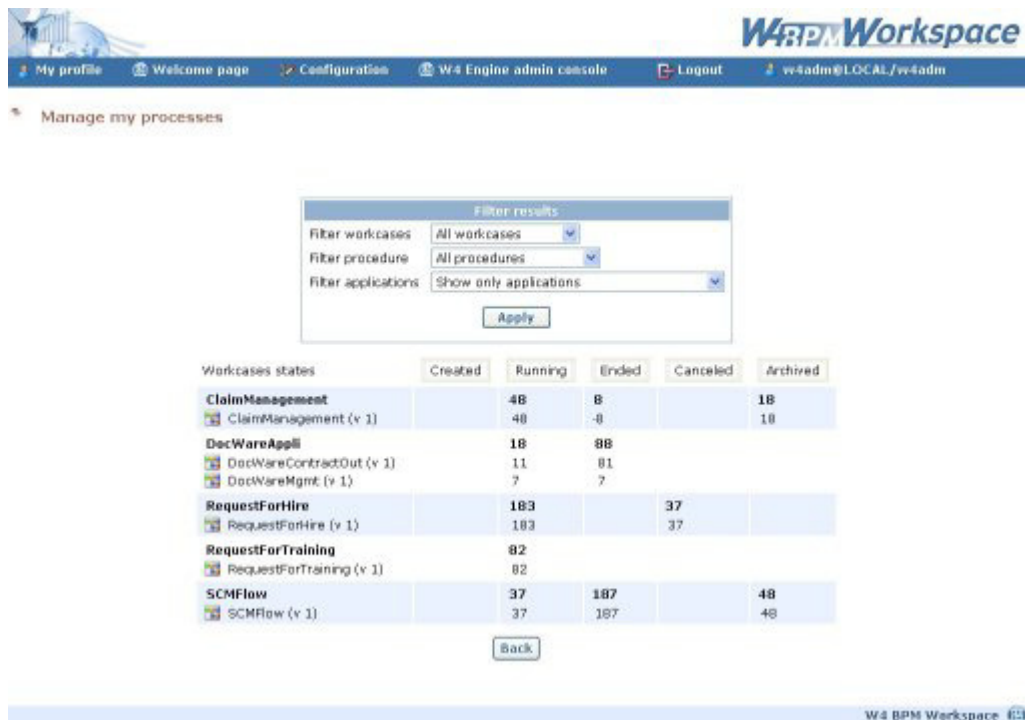 W4BPM Workspace
My profile Welcome page Configuration W4 Engine admin console Logout w4adm@LOCAL/w4adm
Manage my processes
Filter results
Filter workcases All workcases
Filter procedure All procedures
Filter applications Show only applications
Apply
Workcases states Created Running Ended Canceled Archived
ClaimManagement 48 8 18
ClaimManagement (v 1) 48 8 18
DocWareAppli 18 88
DocWareContractOut (v 1) 11 81
DocWareMgmt (v 1) 7 7
RequestForHire 183 37
RequestForHire (v 1) 183 37
RequestForTraining 82
RequestForTraining (v 1) 82
SCMFlow 37 187 48
SCMFlow (v 1) 37 187 48
Back
W4 BPM Workspace